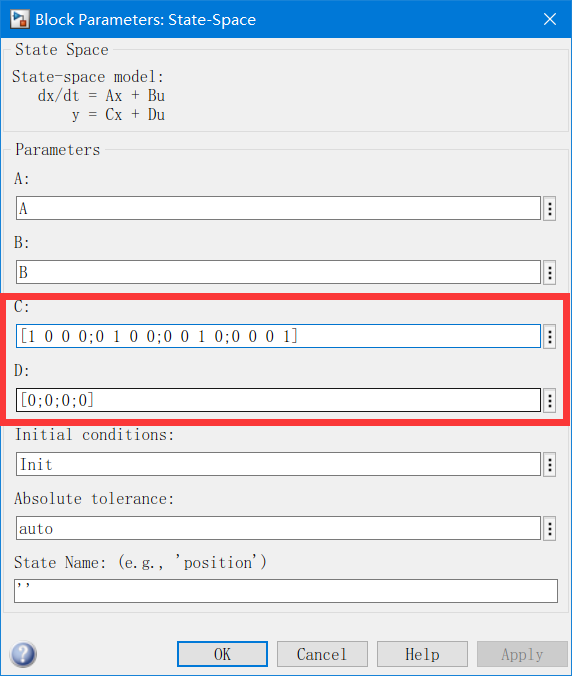 Block Parameters: State-Space
State Space
State-space model:
dx/dt = Ax + Bu
y = Cx + Du
Parameters
A:
A
B:
B
C:
[1 0 0 0;0 1 0 0;0 0 1 0;0 0 0 1]
D:
[0;0;0;0]
Initial conditions:
Init
Absolute tolerance:
auto
State Name: (e.g., 'position')
''
OK Cancel Help Apply